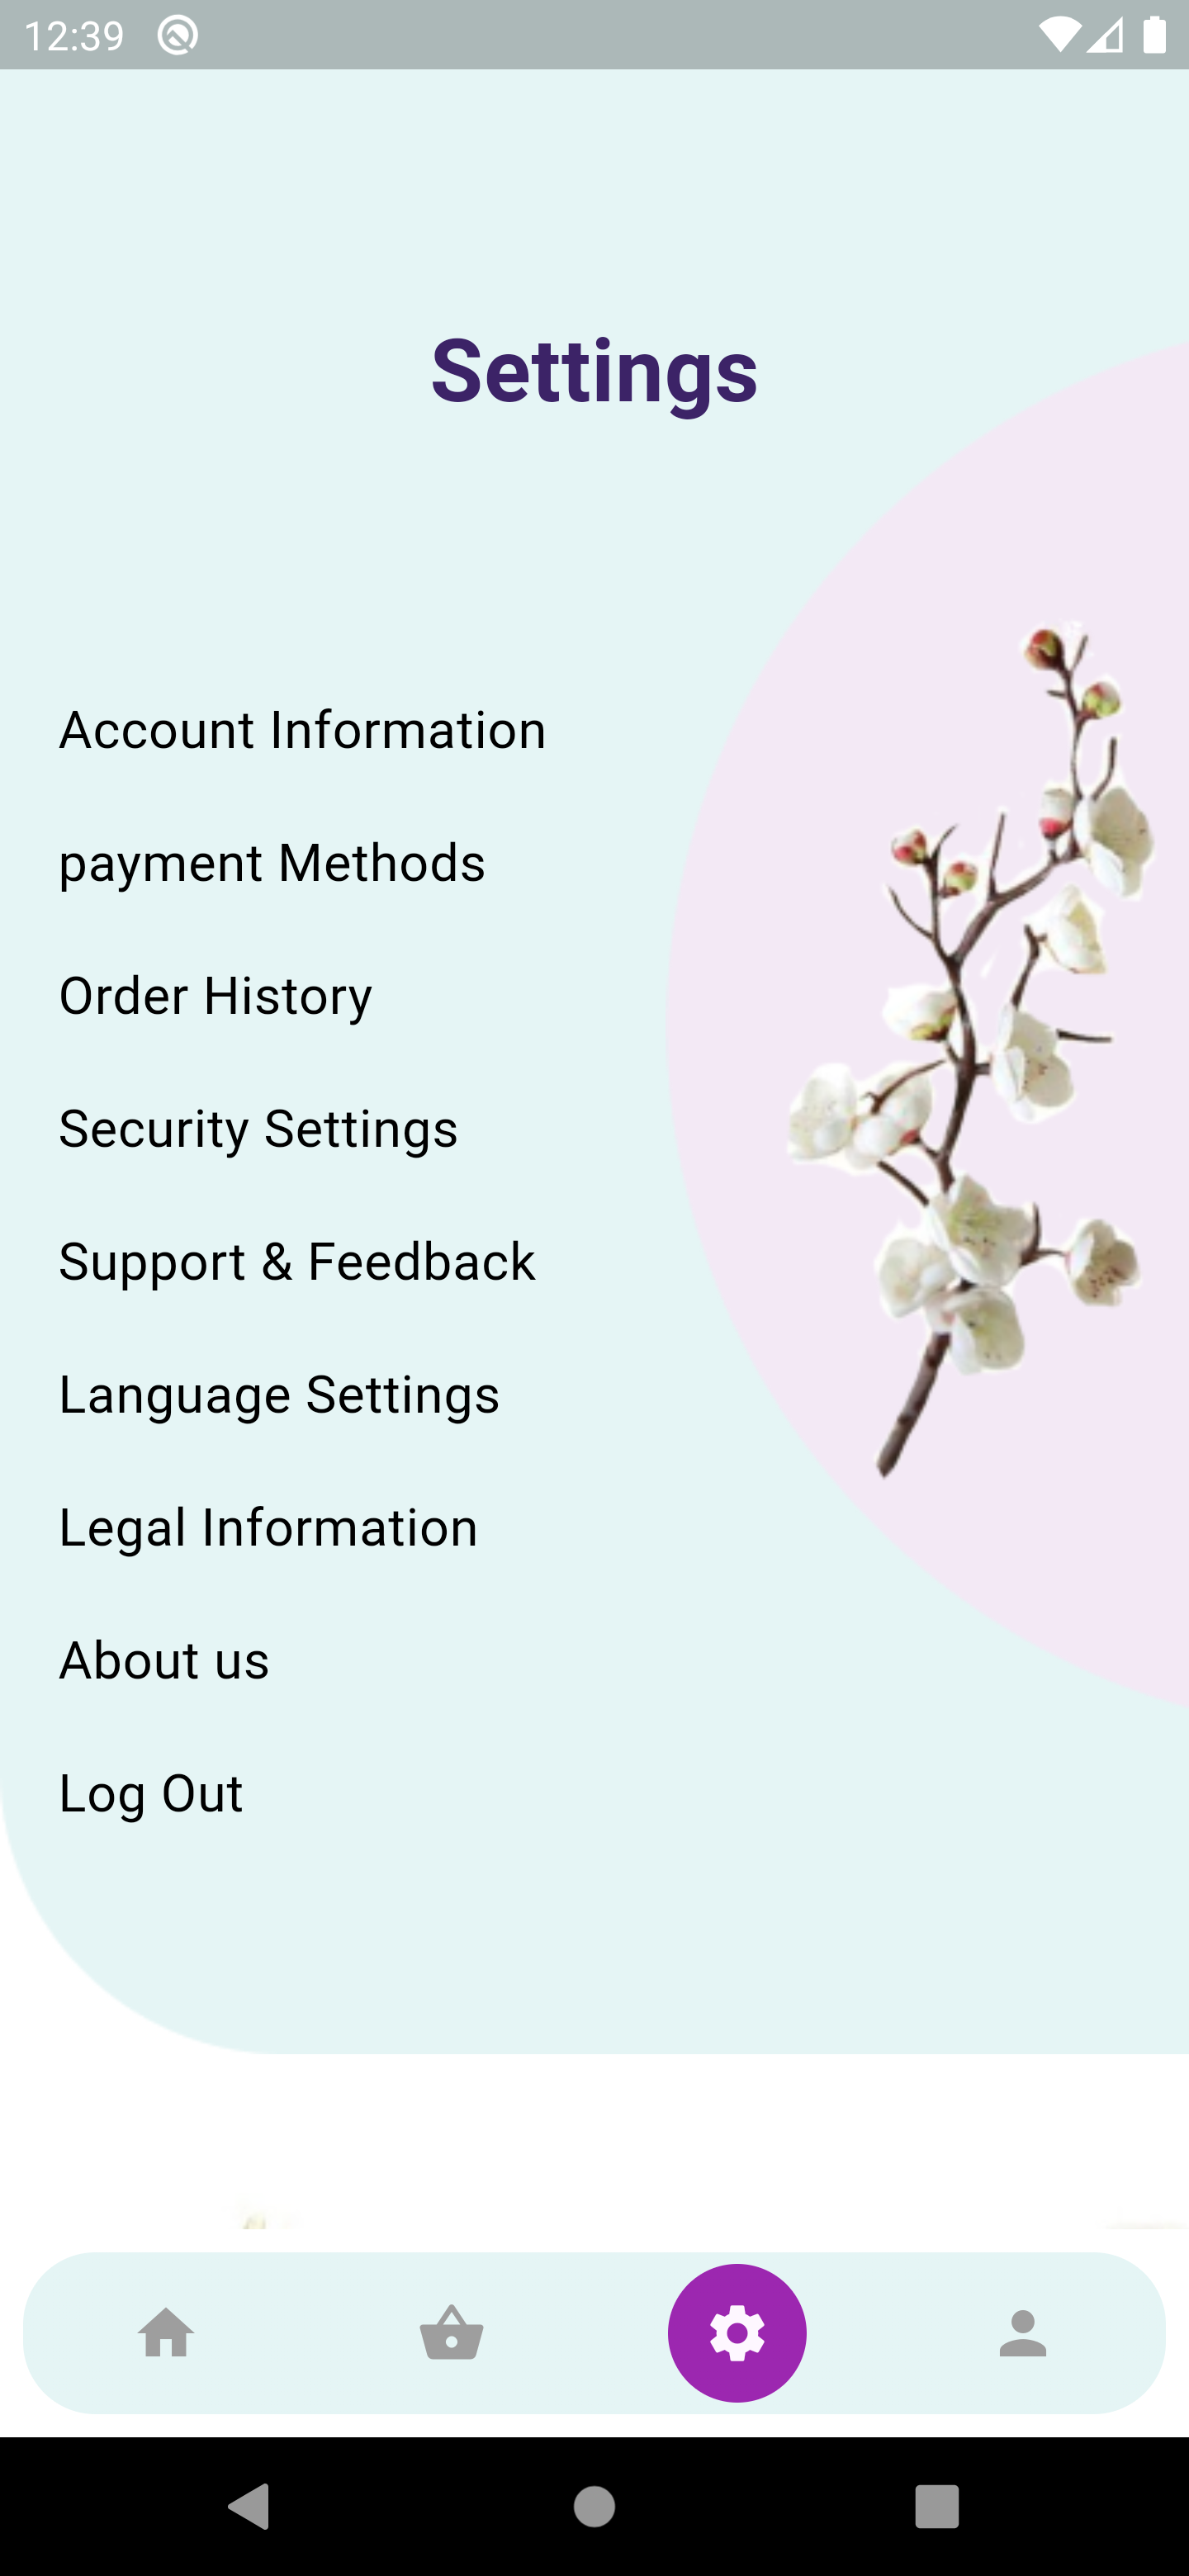 12:39
Settings
Account Information
payment Methods
Order History
Security Settings
Support & Feedback
Language Settings
Legal Information
About us
Log Out